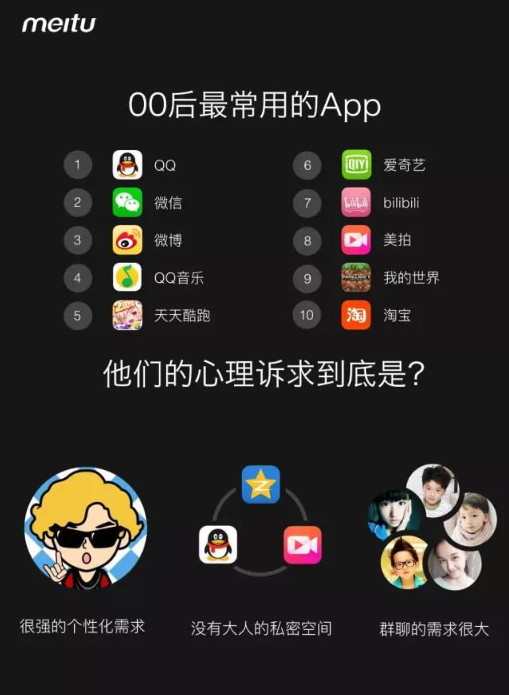 meitu
00后最常用的App
1 QQ
2 微信
3 微博
4 QQ音乐
5 天天酷跑
6 爱奇艺
7 bilibili
8 美拍
9 我的世界
10 淘宝
他们的心理诉求到底是?
很强的个性化需求
没有大人的私密空间
群聊的需求很大